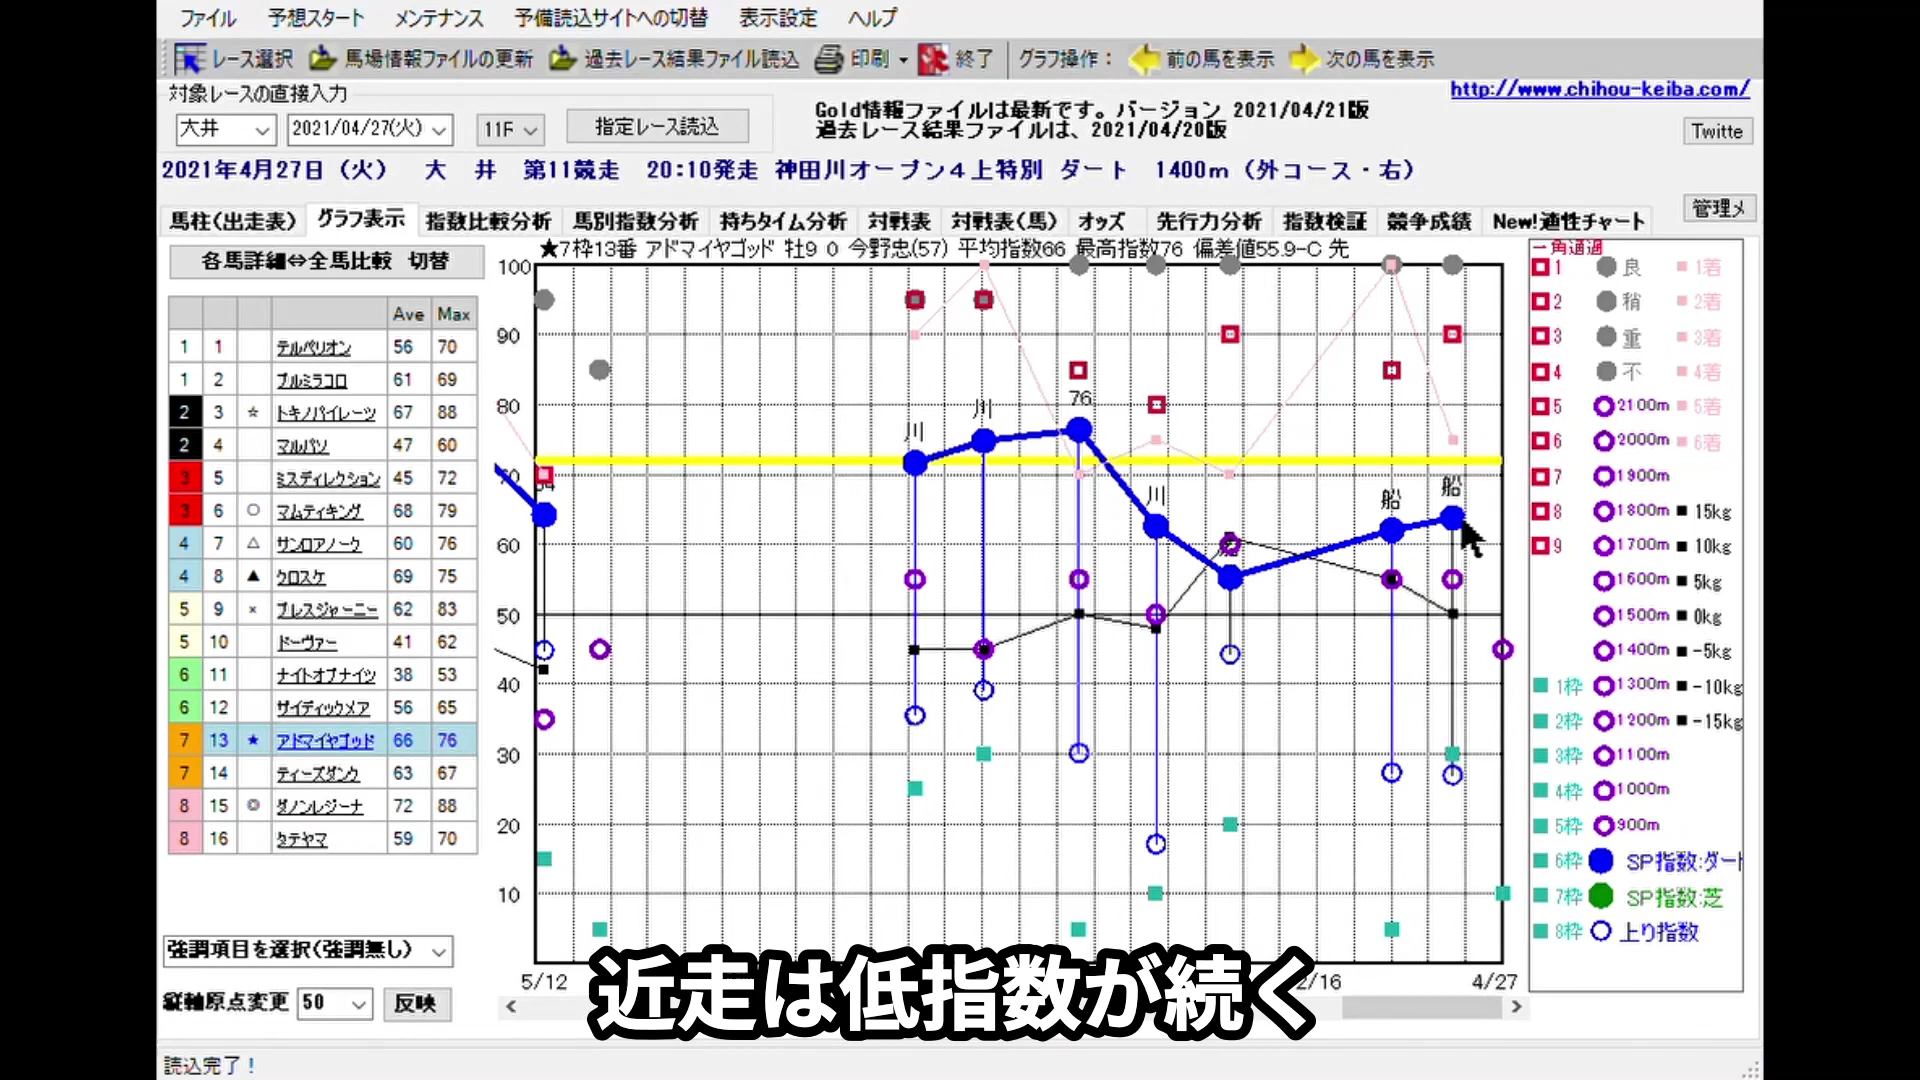 ファイル 予想スタート メンテナンス 予備読込サイトへの切替 表示設定 ヘルプ
レース選択 馬場情報ファイルの更新 過去レース結果ファイル読込 印刷 終了 グラフ操作： 前の馬を表示 次の馬を表示
対象レースの直接入力
http://www.chihou-keiba.com/
大井 2021/04/27(火) 11R 指定レース読込
Gold情報ファイルは最新です。バージョン 2021/04/21版
過去レース結果ファイルは、2021/04/20版
Twitte
2021年4月27日（火） 大 井 第11競走 20:10発走 神田川オープン４上特別 ダート 1400m（外コース・右）
管理メ
馬柱(出走表) グラフ表示 指数比較分析 馬別指数分析 持ちタイム分析 対戦表 対戦表(馬) オッズ 先行力分析 指数検証 競争成績 New!適性チャート
各馬詳細⇔全馬比較 切替
★7枠13番 アドマイヤゴッド 牡9 0 今野忠(57) 平均指数66 最高指数76 偏差値55.9-C 先
Ave Max
1 1 テルペリオン 56 70
1 2 プルミラコロ 61 69
2 3 ☆ トキノパイレーツ 67 88
2 4 マルパソ 47 60
3 5 ミスディレクション 45 72
3 6 ○ マムティキング 68 79
4 7 △ サンロアノーク 60 76
4 8 ▲ クロスケ 69 75
5 9 × ブレスジャーニー 62 83
5 10 ドーヴァー 41 62
6 11 ナイトオブナイツ 38 53
6 12 ザイディックメア 56 65
7 13 ★ アドマイヤゴッド 66 76
7 14 ティーズダンク 63 67
8 15 ◎ ダノンレジーナ 72 88
8 16 タテヤマ 59 70
100
90
80
70
60
50
40
30
20
10
川
川
76
川
船
船
5/12
2/16
4/27
一角通過
1 良 1着
2 稍 2着
3 重 3着
4 不 4着
5 2100m 5着
6 2000m 6着
7 1900m
8 1800m 15kg
9 1700m 10kg
1600m 5kg
1500m 0kg
1400m -5kg
1枠 1300m -10kg
2枠 1200m -15kg
3枠 1100m
4枠 1000m
5枠 900m
6枠 SP指数:ダート
7枠 SP指数:芝
8枠 上り指数
強調項目を選択(強調無し)
縦軸原点変更 50 反映
近走は低指数が続く
読込完了！